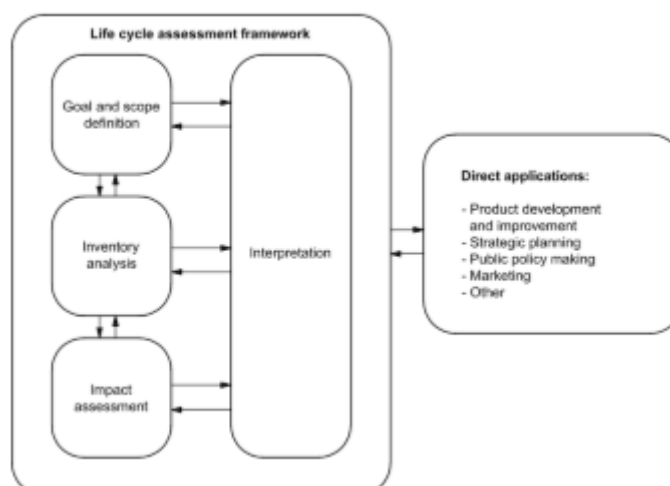 Life cycle assessment framework
Goal and scope
definition
Inventory
analysis
Impact
assessment
Interpretation
Direct applications:
- Product development
and improvement
- Strategic planning
- Public policy making
- Marketing
- Other